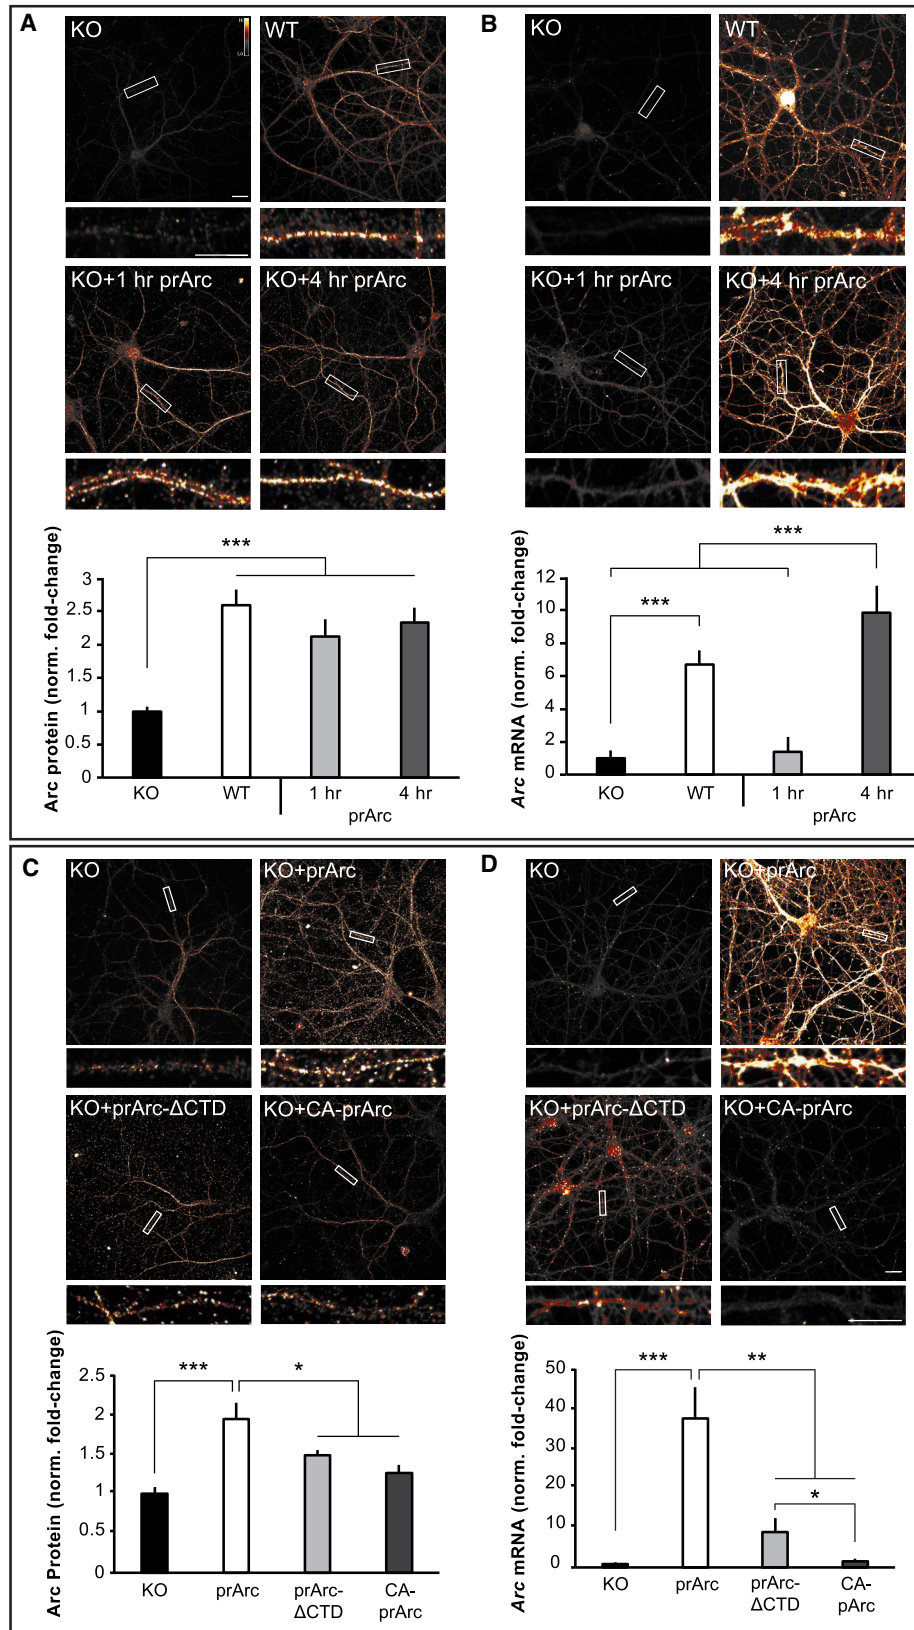 A
KO
Hi
Lo
WT
KO+1 hr prArc
KO+4 hr prArc
Arc protein (norm. fold-change)
***
3
2.5
2
1.5
1
0.5
0
KO
WT
1 hr
4 hr
prArc
B
KO
WT
KO+1 hr prArc
KO+4 hr prArc
Arc mRNA (norm. fold-change)
***
***
12
10
8
6
4
2
0
KO
WT
1 hr
4 hr
prArc
C
KO
KO+prArc
KO+prArc-ΔCTD
KO+CA-prArc
Arc Protein (norm. fold-change)
***
*
2.5
2
1.5
1
0.5
0
KO
prArc
prArc-
ΔCTD
CA-
prArc
D
KO
KO+prArc
KO+prArc-ΔCTD
KO+CA-prArc
Arc mRNA (norm. fold-change)
***
**
*
50
40
30
20
10
0
KO
prArc
prArc-
ΔCTD
CA-
pArc